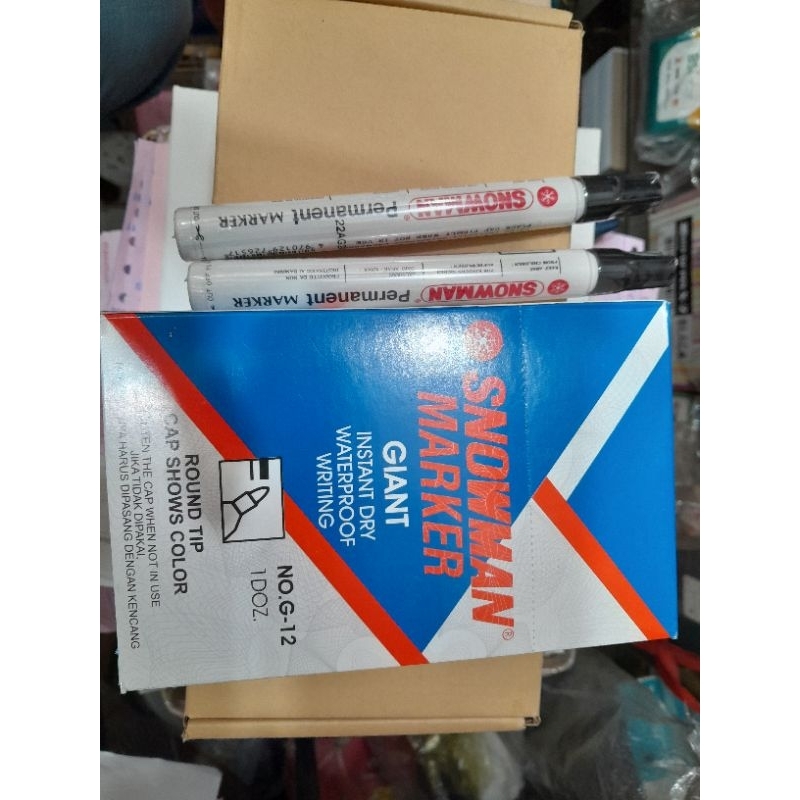 SNOWMAN®
MARKER
GIANT
INSTANT DRY
WATERPROOF
WRITING
NO.G-12
1DOZ.
ROUND TIP
CAP SHOWS COLOR
THE CAP WHEN NOT IN USE
JIKA TIDAK DIPAKAI,
HARUS DIPASANG DENGAN KENCANG
SNOWMAN
Permanent MARKER
SNOWMAN
Permanent MARKER